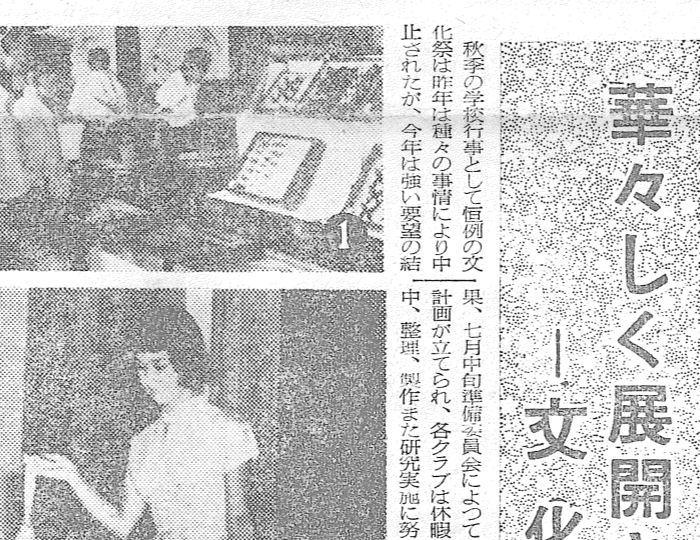 華々しく展開
―文化
秋季の学校行事として恒例の文
化祭は昨年は種々の事情により中
止されたが、今年は強い要望の結
果、七月中旬準備委員会によつて
計画が立てられ、各クラブは休暇
中、整理、製作また研究実施に努
1